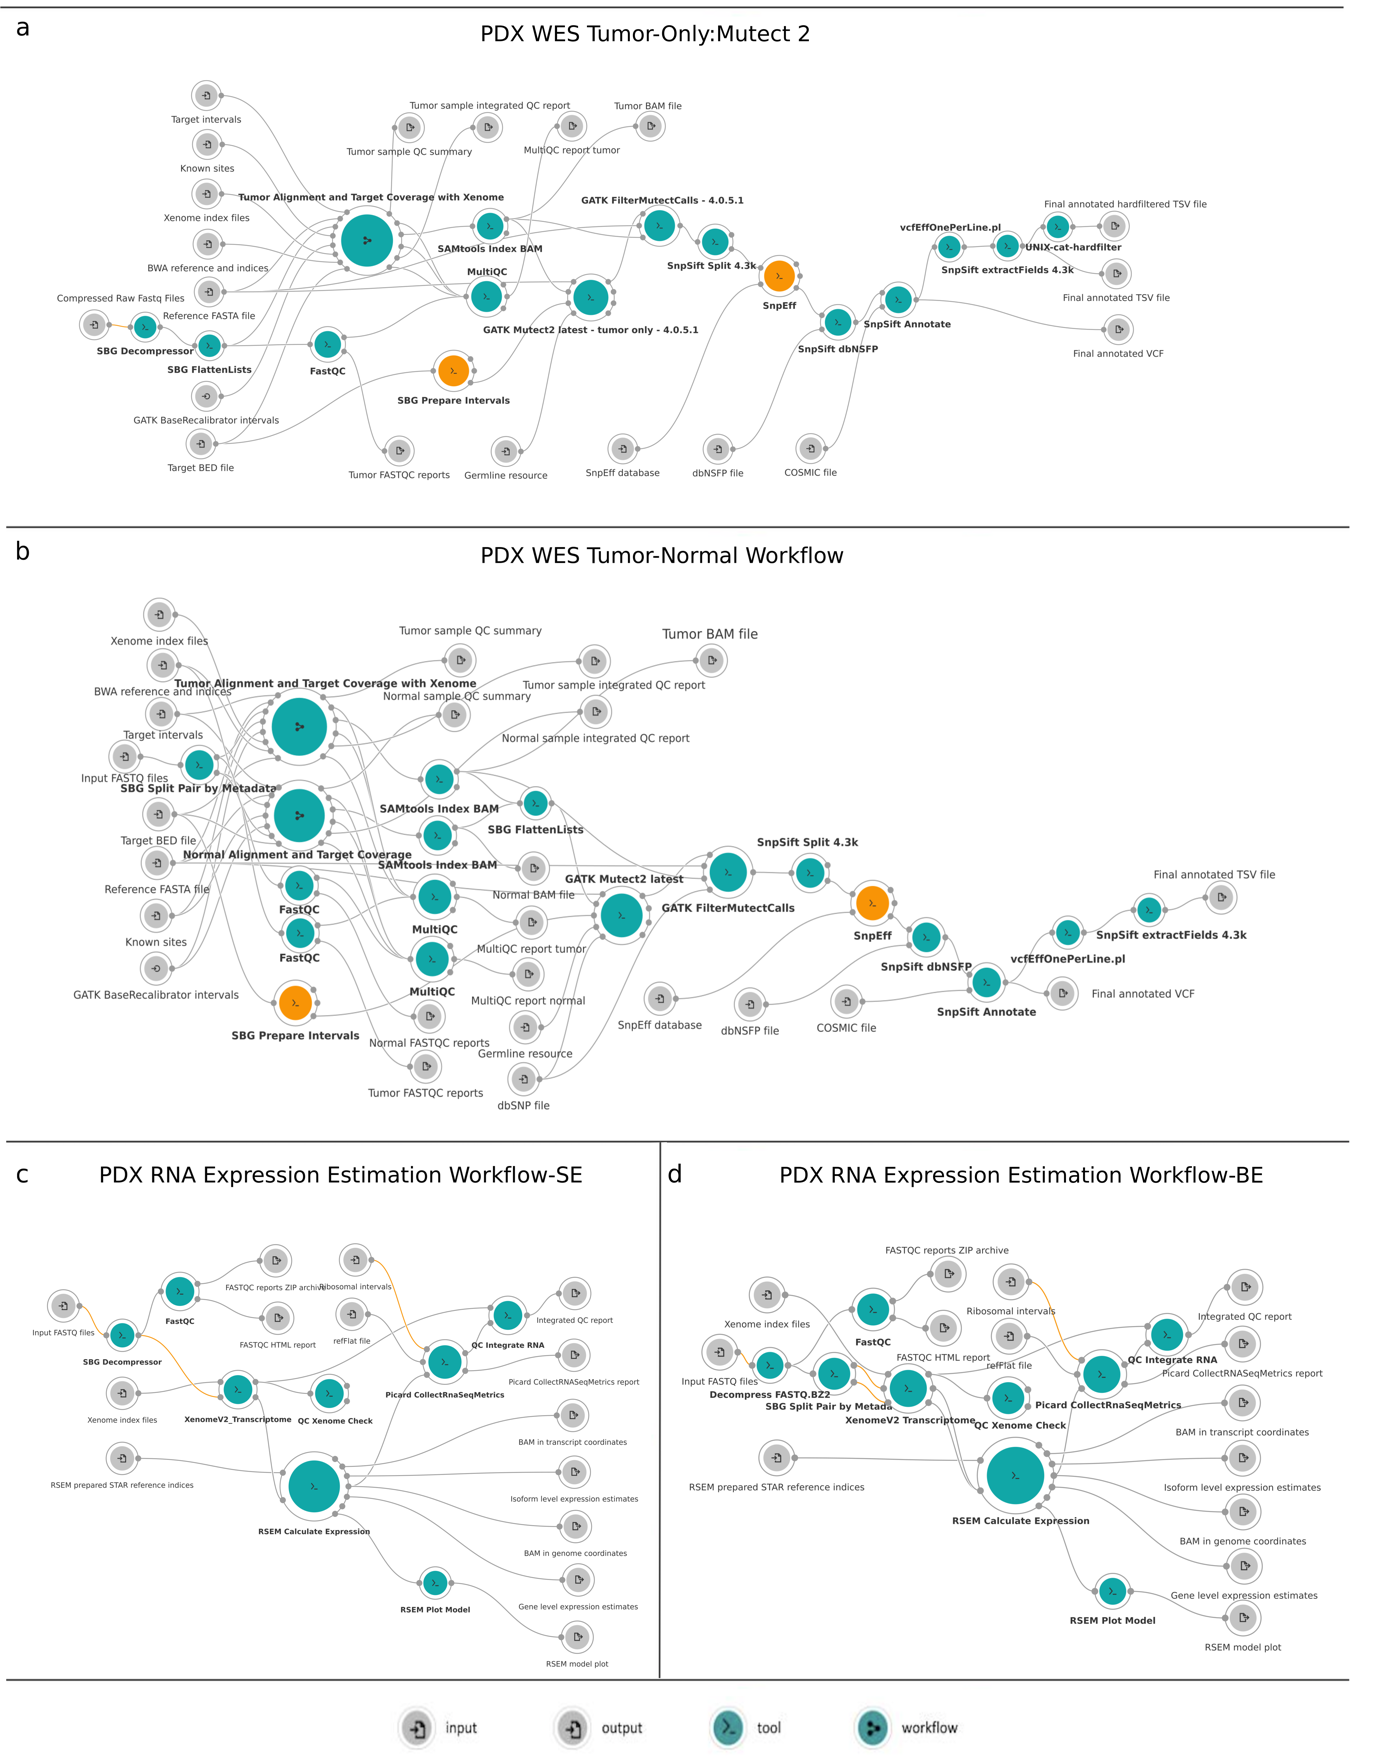 a
PDX WES Tumor-Only:Mutect 2
Target intervals
Tumor sample integrated QC report
Tumor BAM file
Tumor sample QC summary
MultiQC report tumor
Known sites
Tumor Alignment and Target Coverage with Xenome
Xenome index files
GATK FilterMutectCalls - 4.0.5.1
Final annotated hardfiltered TSV file
vcfEffOnePerLine.pl
UNIX-cat-hardfilter
SAMtools Index BAM
BWA reference and indices
MultiQC
SnpSift Split 4.3k
SnpSift extractFields 4.3k
Compressed Raw Fastq Files
Final annotated TSV file
SnpEff
Reference FASTA file
GATK Mutect2 latest - tumor only - 4.0.5.1
SnpSift Annotate
SBG Decompressor
SnpSift dbNSFP
Final annotated VCF
SBG FlattenLists
FastQC
SBG Prepare Intervals
GATK BaseRecalibrator intervals
Target BED file
Tumor FASTQC reports
Germline resource
SnpEff database
dbNSFP file
COSMIC file
b
PDX WES Tumor-Normal Workflow
Xenome index files
Tumor sample QC summary
Tumor BAM file
BWA reference and indices
Tumor Alignment and Target Coverage with Xenome
Tumor sample integrated QC report
Normal sample QC summary
Target intervals
Normal sample integrated QC report
Input FASTQ files
SBG Split Pair by Metadata
SAMtools Index BAM
SBG FlattenLists
Target BED file
SnpSift Split 4.3k
Normal Alignment and Target Coverage
SAMtools Index BAM
GATK Mutect2 latest
Final annotated TSV file
Reference FASTA file
Normal BAM file
FastQC
GATK FilterMutectCalls
MultiQC
SnpEff
SnpSift extractFields 4.3k
Known sites
MultiQC report tumor
FastQC
vcfEffOnePerLine.pl
SnpSift dbNSFP
GATK BaseRecalibrator intervals
MultiQC
MultiQC report normal
Final annotated VCF
SnpSift Annotate
SnpEff database
dbNSFP file
COSMIC file
SBG Prepare Intervals
Normal FASTQC reports
Germline resource
Tumor FASTQC reports
dbSNP file
c
PDX RNA Expression Estimation Workflow-SE
FASTQC reports ZIP archive
Ribosomal intervals
Input FASTQ files
FastQC
Integrated QC report
FASTQC HTML report
refFlat file
QC Integrate RNA
SBG Decompressor
Picard CollectRNASeqMetrics report
Picard CollectRnaSeqMetrics
Xenome index files
XenomeV2_Transcriptome
QC Xenome Check
BAM in transcript coordinates
RSEM prepared STAR reference indices
Isoform level expression estimates
RSEM Calculate Expression
BAM in genome coordinates
Gene level expression estimates
RSEM Plot Model
RSEM model plot
d
PDX RNA Expression Estimation Workflow-BE
FASTQC reports ZIP archive
Xenome index files
Ribosomal intervals
Integrated QC report
FastQC
FASTQC HTML report
refFlat file
QC Integrate RNA
Input FASTQ files
Picard CollectRNASeqMetrics report
Decompress FASTQ.BZ2
SBG Split Pair by Metada
Picard CollectRnaSeqMetrics
XenomeV2 Transcriptome
QC Xenome Check
BAM in transcript coordinates
RSEM prepared STAR reference indices
Isoform level expression estimates
RSEM Calculate Expression
BAM in genome coordinates
Gene level expression estimates
RSEM Plot Model
RSEM model plot
input
output
tool
workflow